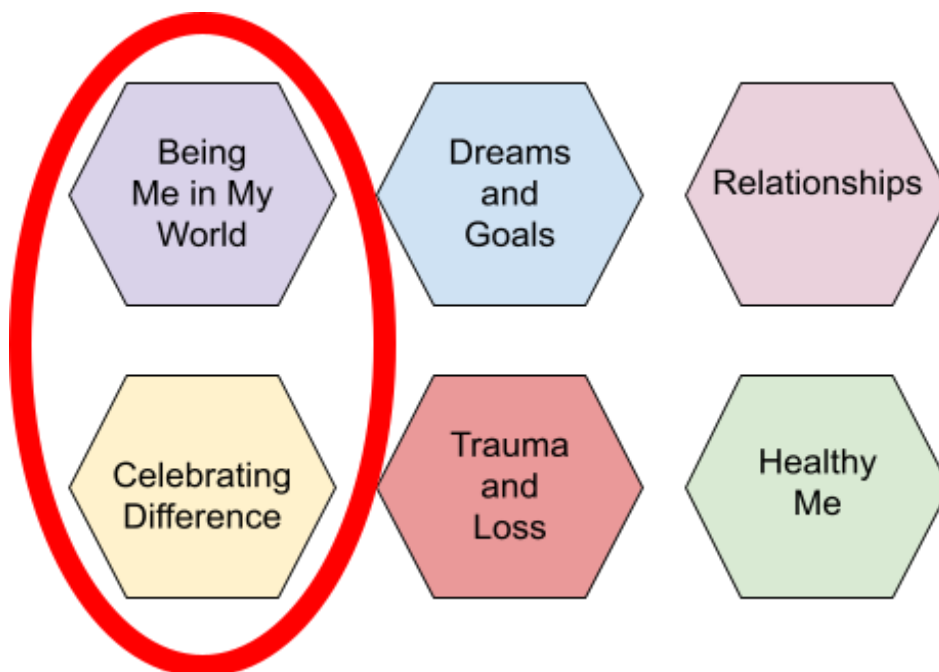 Being
Me in My
World
Dreams
and
Goals
Relationships
Celebrating
Difference
Trauma
and
Loss
Healthy
Me